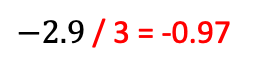 −2.9 / 3 = -0.97